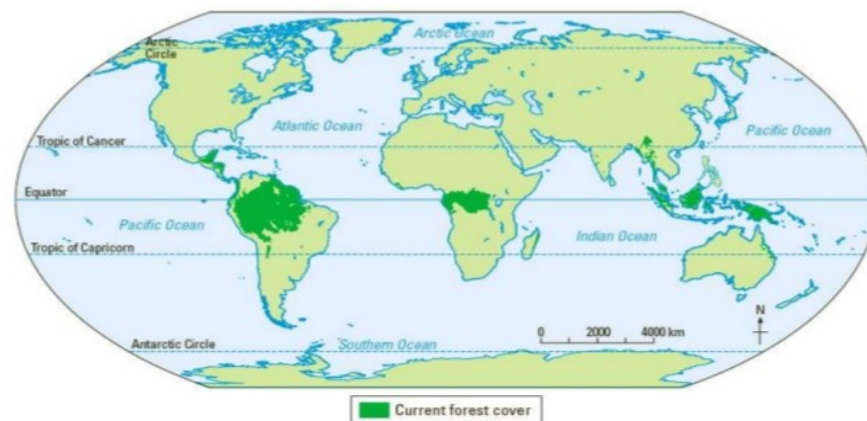 Arctic Ocean
Arctic
Circle
Atlantic Ocean
Pacific Ocean
Tropic of Cancer
Equator
Pacific Ocean
Indian Ocean
Tropic of Capricorn
N
0 2000 4000 km
Antarctic Circle
Southern Ocean
Current forest cover